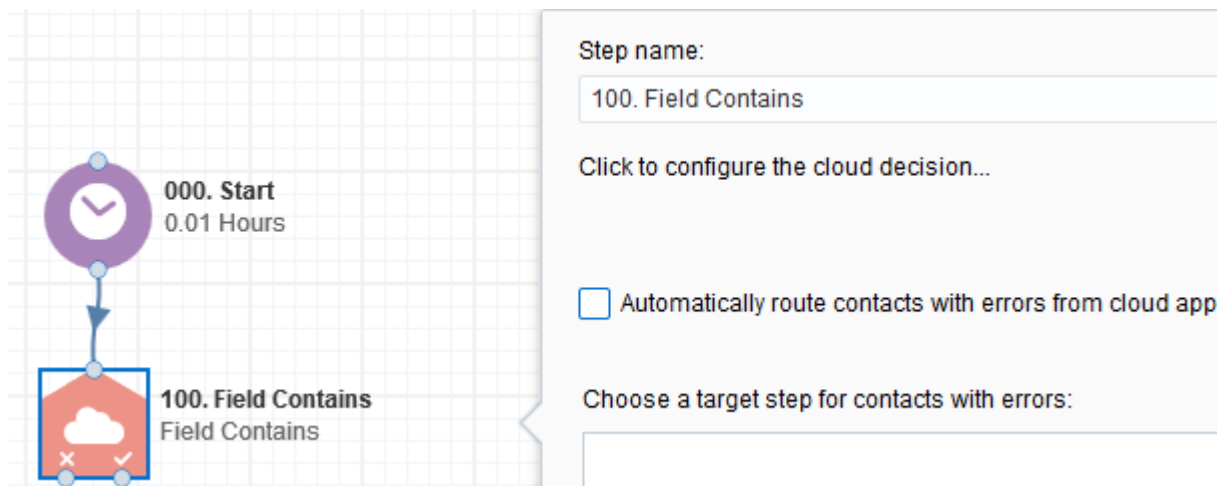 Step name:
100. Field Contains
Click to configure the cloud decision...
000. Start
0.01 Hours
Automatically route contacts with errors from cloud app
100. Field Contains
Field Contains
Choose a target step for contacts with errors: